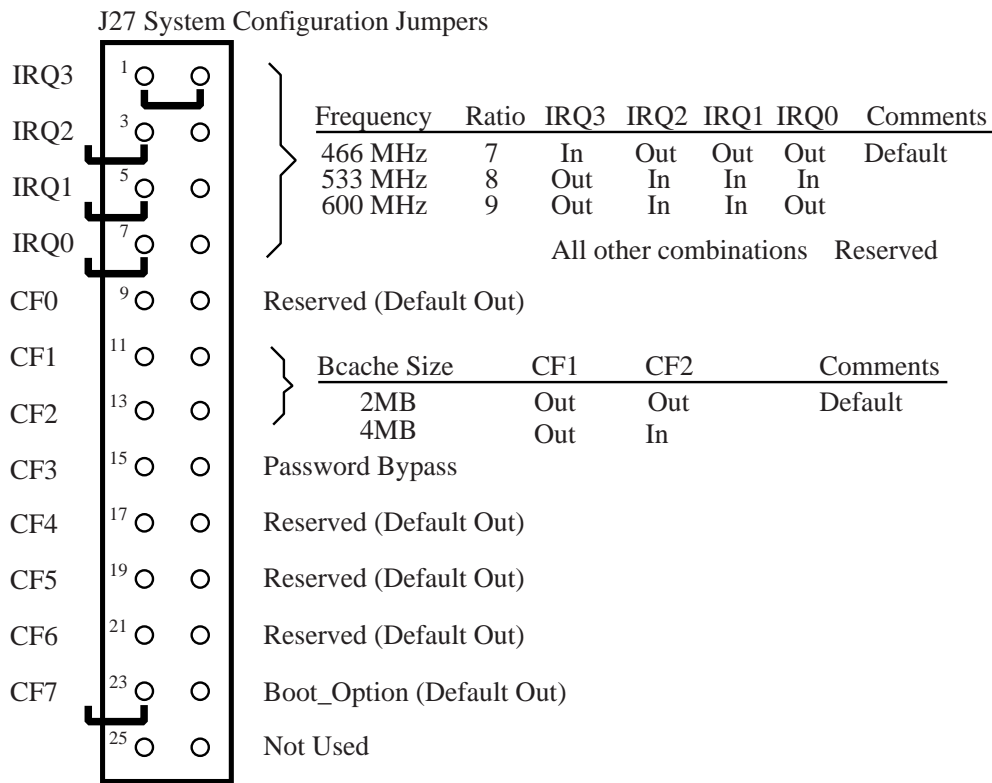 J27 System Configuration Jumpers
IRQ3 1
Frequency Ratio IRQ3 IRQ2 IRQ1 IRQ0 Comments
IRQ2 3
466 MHz 7 In Out Out Out Default
533 MHz 8 Out In In In
IRQ1 5
600 MHz 9 Out In In Out
IRQ0 7
All other combinations Reserved
CF0 9 Reserved (Default Out)
CF1 11
Bcache Size CF1 CF2 Comments
2MB Out Out Default
CF2 13
4MB Out In
CF3 15 Password Bypass
CF4 17 Reserved (Default Out)
CF5 19 Reserved (Default Out)
CF6 21 Reserved (Default Out)
CF7 23 Boot_Option (Default Out)
25 Not Used